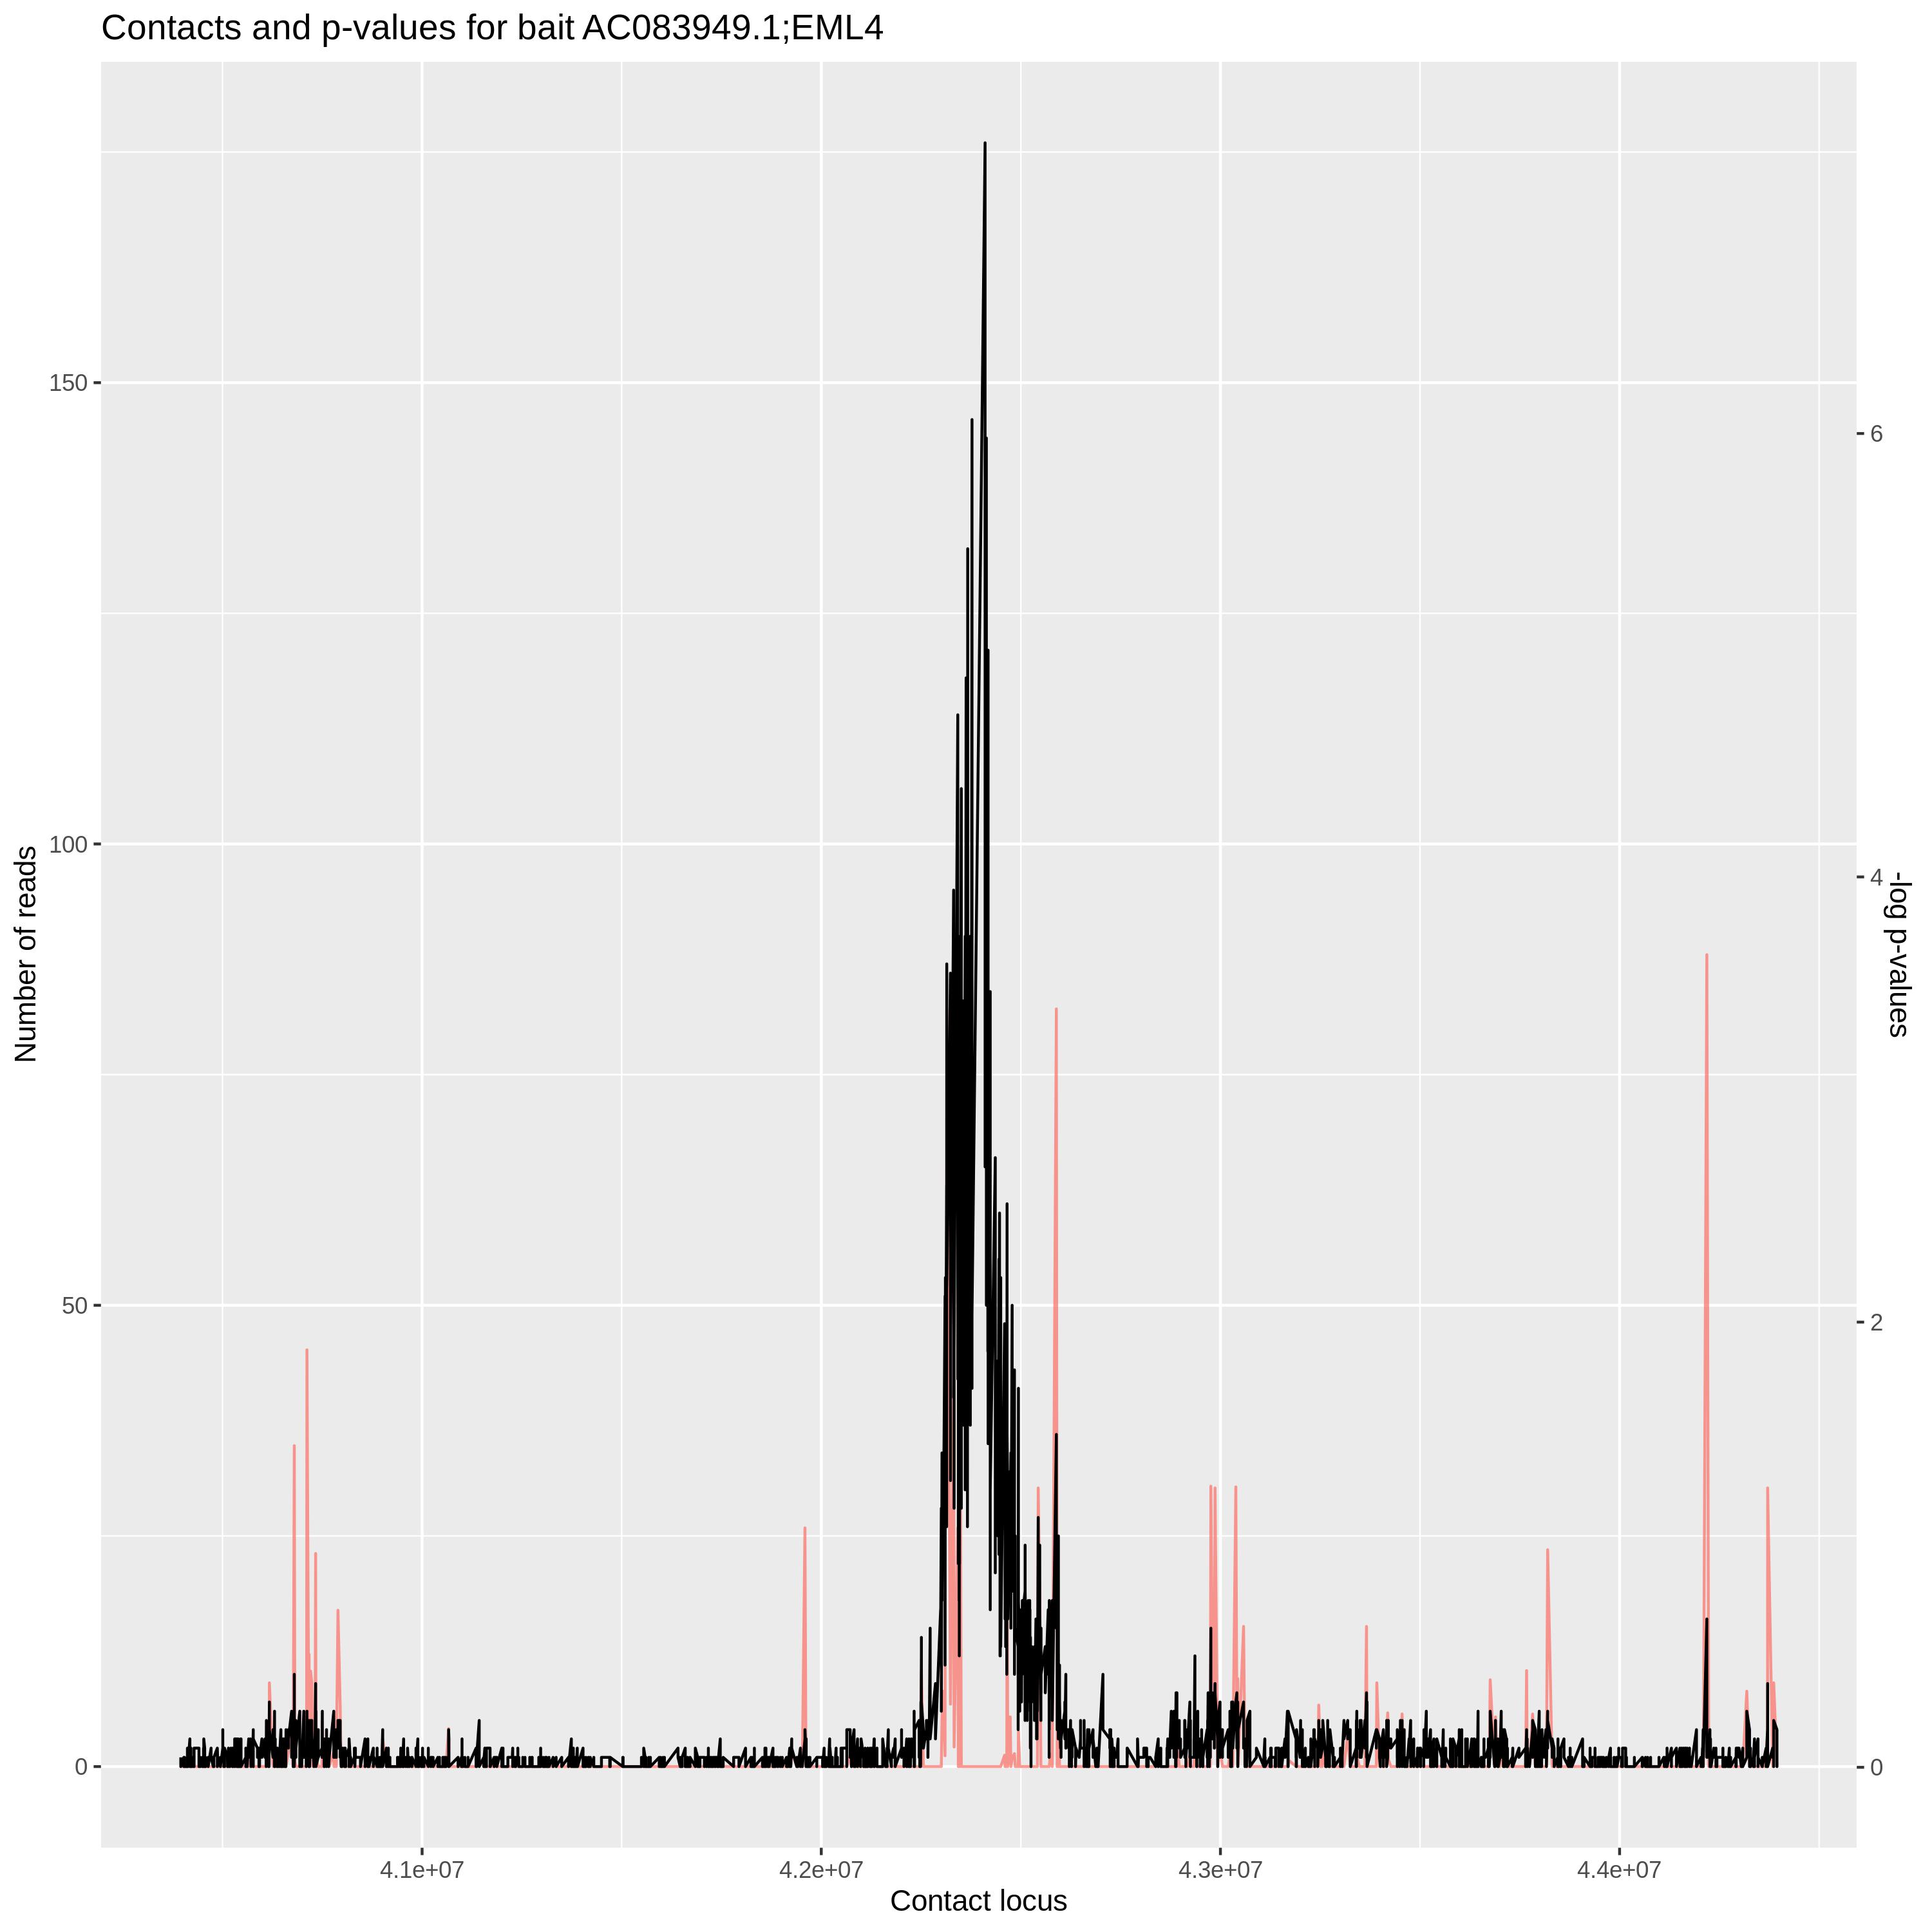 Contacts and p-values for bait AC083949.1;EML4
Number of reads
150
100
50
0
6
4
2
0
-log p-values
4.1e+07 4.2e+07 4.3e+07 4.4e+07
Contact locus